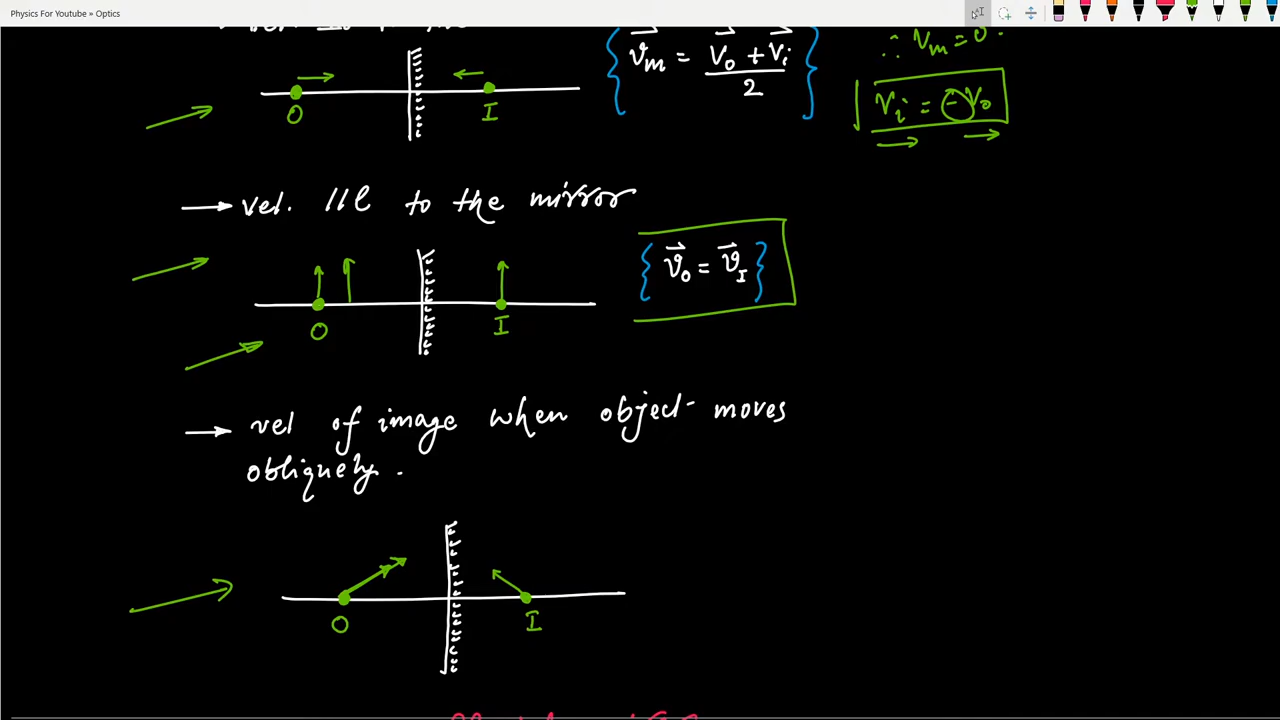 Physics For Youtube » Optics
v⃗m = (v⃗o + v⃗i) / 2
∴ Vm = 0.
Vi = - Vo
O I
→ vel. ||l to the mirror
{ v⃗o = v⃗I }
O I
→ vel of image when object moves
obliquely.
O I